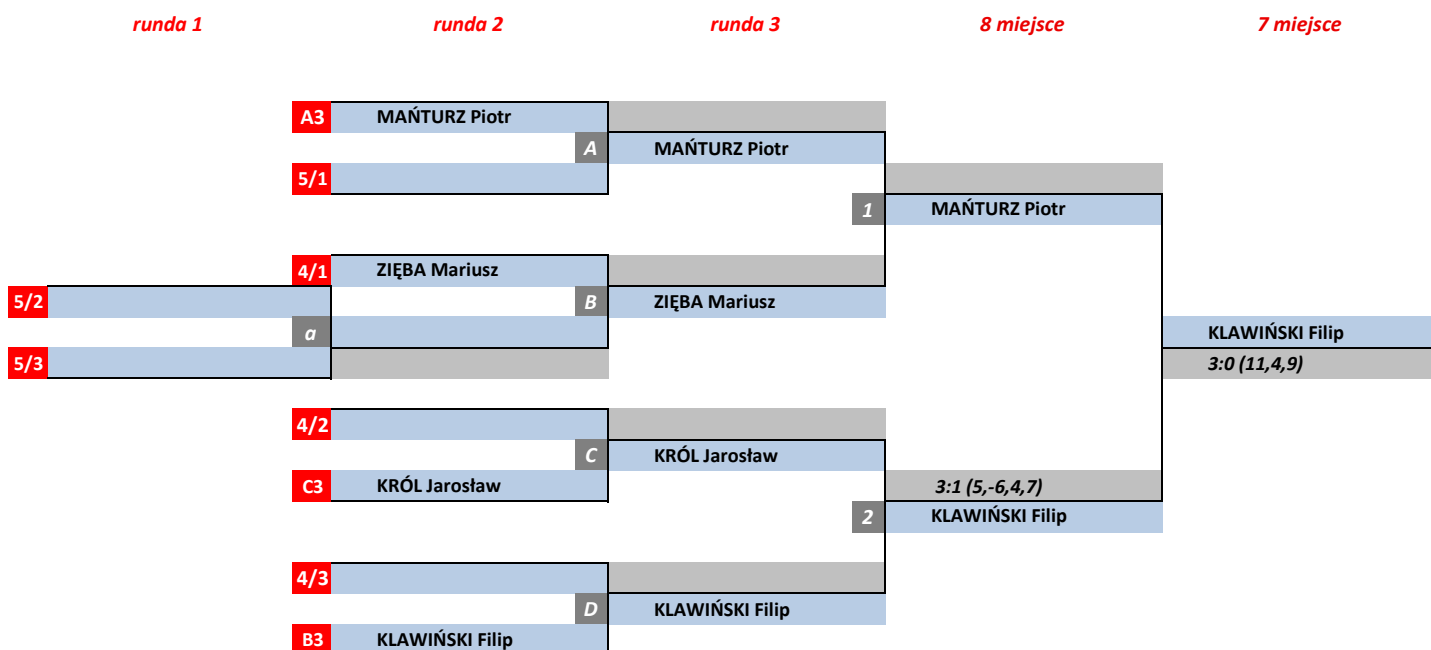 runda 1 runda 2 runda 3 8 miejsce 7 miejsce
A3 MAŃTURZ Piotr
A MAŃTURZ Piotr
5/1
1 MAŃTURZ Piotr
4/1 ZIĘBA Mariusz
5/2 B ZIĘBA Mariusz
a KLAWIŃSKI Filip
5/3 3:0 (11,4,9)
4/2
C KRÓL Jarosław
C3 KRÓL Jarosław 3:1 (5,-6,4,7)
2 KLAWIŃSKI Filip
4/3
D KLAWIŃSKI Filip
B3 KLAWIŃSKI Filip